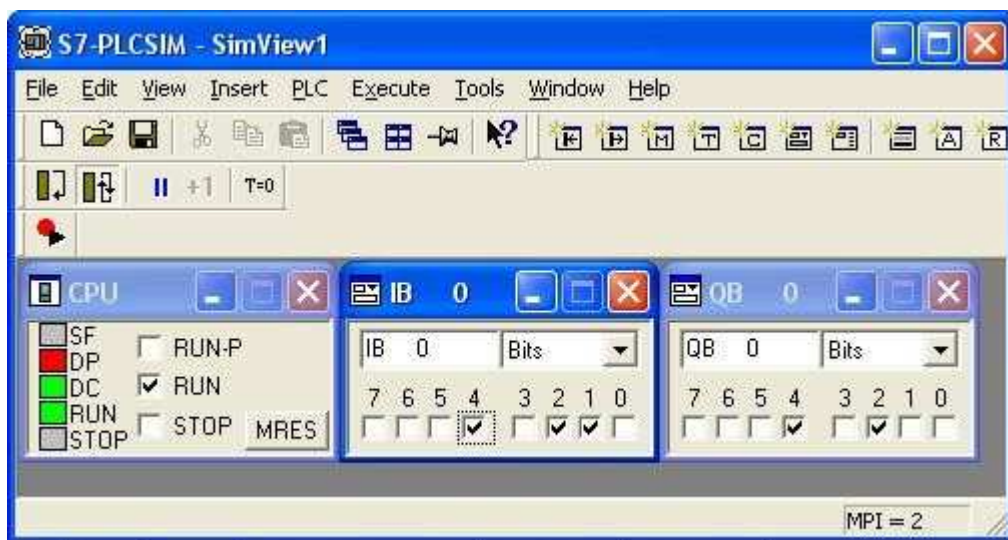 S7-PLCSIM - SimView1
File Edit View Insert PLC Execute Tools Window Help
+1 T=0
CPU
SF
DP
DC
RUN
STOP
RUN-P
RUN
STOP
MRES
IB 0
IB 0 Bits
7 6 5 4 3 2 1 0
QB 0
QB 0 Bits
7 6 5 4 3 2 1 0
MPI = 2